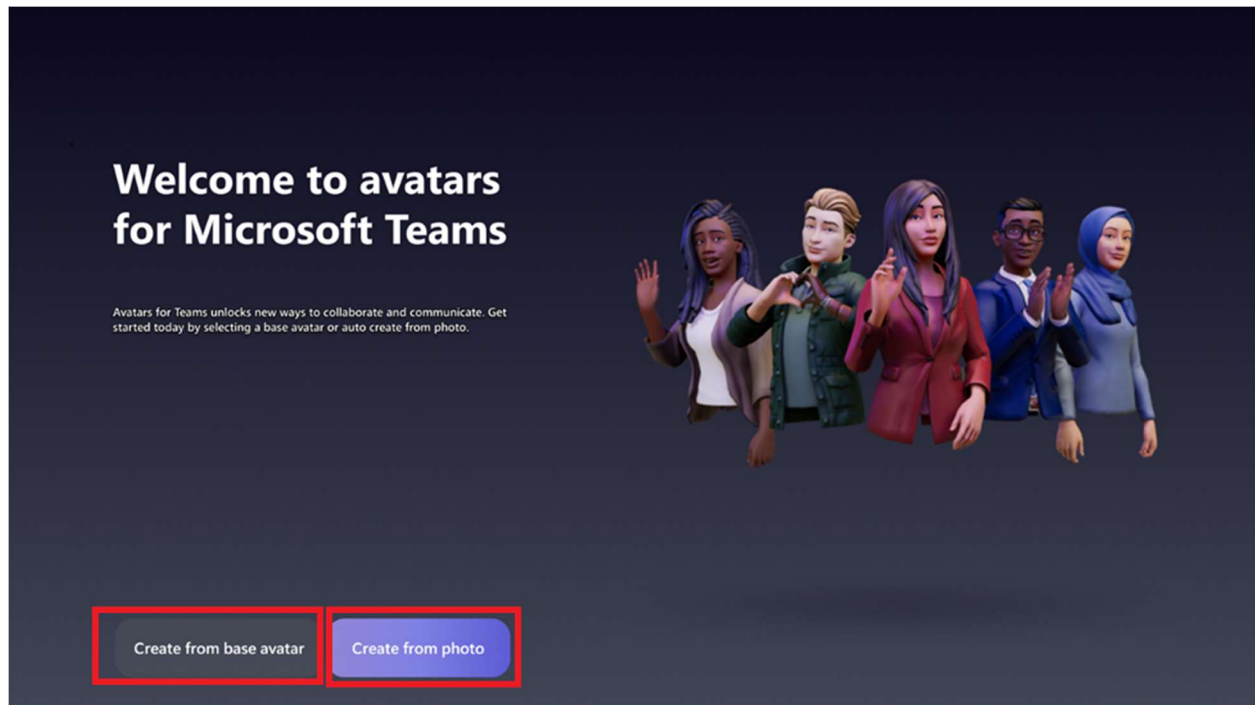 Welcome to avatars
for Microsoft Teams
Avatars for Teams unlocks new ways to collaborate and communicate. Get
started today by selecting a base avatar or auto create from photo.
Create from base avatar
Create from photo